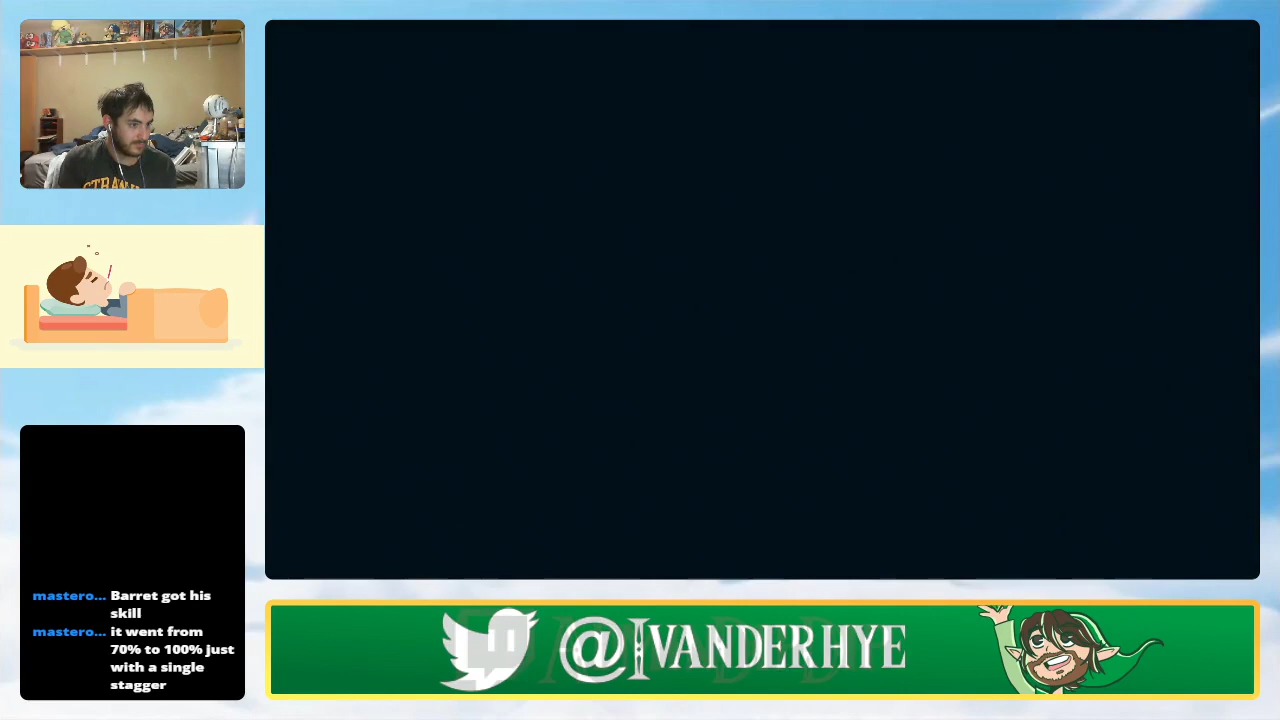 mastero... Barret got his
skill
mastero... it went from
70% to 100% just
with a single
stagger
@IVANDERHYE